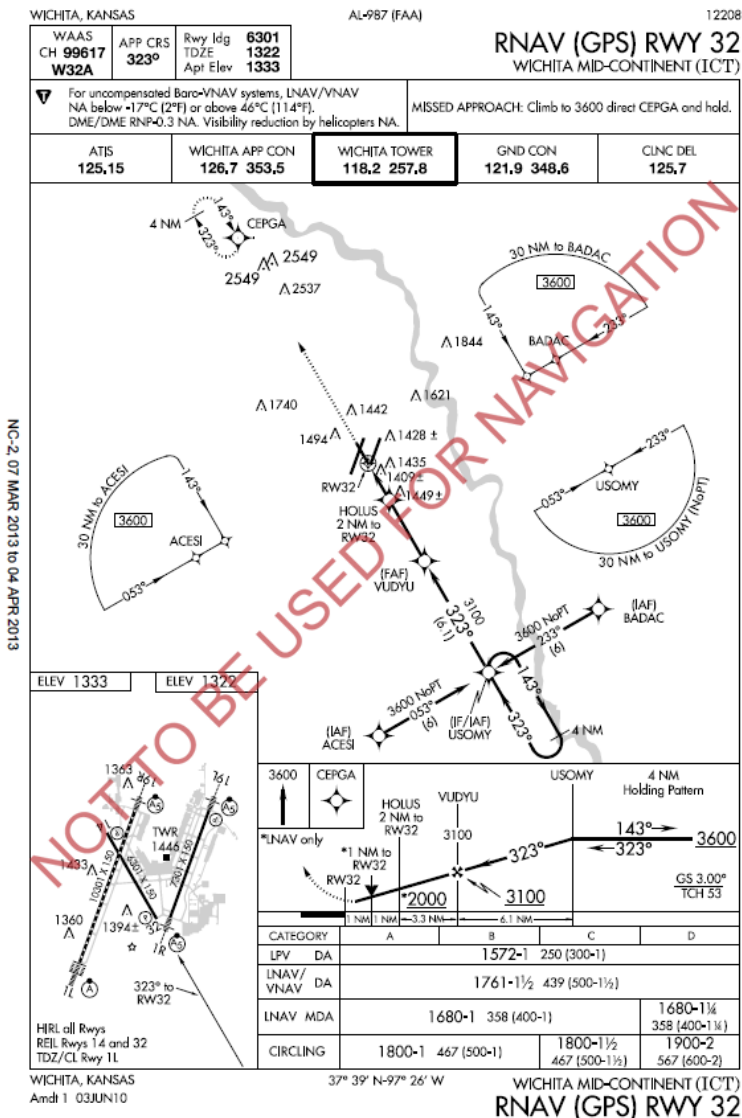 WICHITA, KANSAS
AL-987 (FAA)
12208
WAAS
CH 99617
W32A
APP CRS
323°
Rwy ldg 6301
TDZE 1322
Apt Elev 1333
RNAV (GPS) RWY 32
WICHITA MID-CONTINENT (ICT)
T
For uncompensated Baro-VNAV systems, LNAV/VNAV
NA below -17°C (2°F) or above 46°C (114°F).
DME/DME RNP-0.3 NA. Visibility reduction by helicopters NA.
MISSED APPROACH: Climb to 3600 direct CEPGA and hold.
ATIS
125.15
WICHITA APP CON
126.7 353.5
WICHITA TOWER
118.2 257.8
GND CON
121.9 348.6
CLNC DEL
125.7
NOT TO BE USED FOR NAVIGATION
NC-2, 07 MAR 2013 to 04 APR 2013
4 NM
143°
323°
CEPGA
2549
2549
2537
30 NM to BADAC
3600
143°
233°
BADAC
1844
1740
1442
1621
1494
1428 ±
1435
1409±
1449±
RW32
HOLUS
2 NM to
RW32
30 NM to ACESI
143°
3600
ACESI
053°
233°
053°
USOMY
3600
30 NM to USOMY (NoPT)
(FAF)
VUDYU
3100
323°
(6.1)
(IAF)
BADAC
3600 NoPT
233°
(6)
143°
323°
4 NM
3600 NoPT
053°
(6)
(IF/IAF)
USOMY
(IAF)
ACESI
ELEV 1333
ELEV 1322
1363
19R
19L
A5
14
TWR
1446
1433
10301 X 150
6301 X 150
7301 X 150
1360
1394±
32
1R
A5
1L
A
323° to
RW32
HIRL all Rwys
REIL Rwys 14 and 32
TDZ/CL Rwy 1L
3600
CEPGA
*LNAV only
HOLUS
2 NM to
RW32
VUDYU
USOMY
4 NM
Holding Pattern
*1 NM to
RW32
RW32
3100
323°
143°
323°
3600
*2000
3100
GS 3.00°
TCH 53
1 NM
1 NM
3.3 NM
6.1 NM
CATEGORY A B C D
LPV DA 1572-1 250 (300-1)
LNAV/
VNAV DA 1761-1½ 439 (500-1½)
LNAV MDA 1680-1 358 (400-1)
1680-1¼
358 (400-1¼)
CIRCLING 1800-1 467 (500-1)
1800-1½
467 (500-1½)
1900-2
567 (600-2)
WICHITA, KANSAS
Amdt 1 03JUN10
37° 39' N-97° 26' W
WICHITA MID-CONTINENT (ICT)
RNAV (GPS) RWY 32